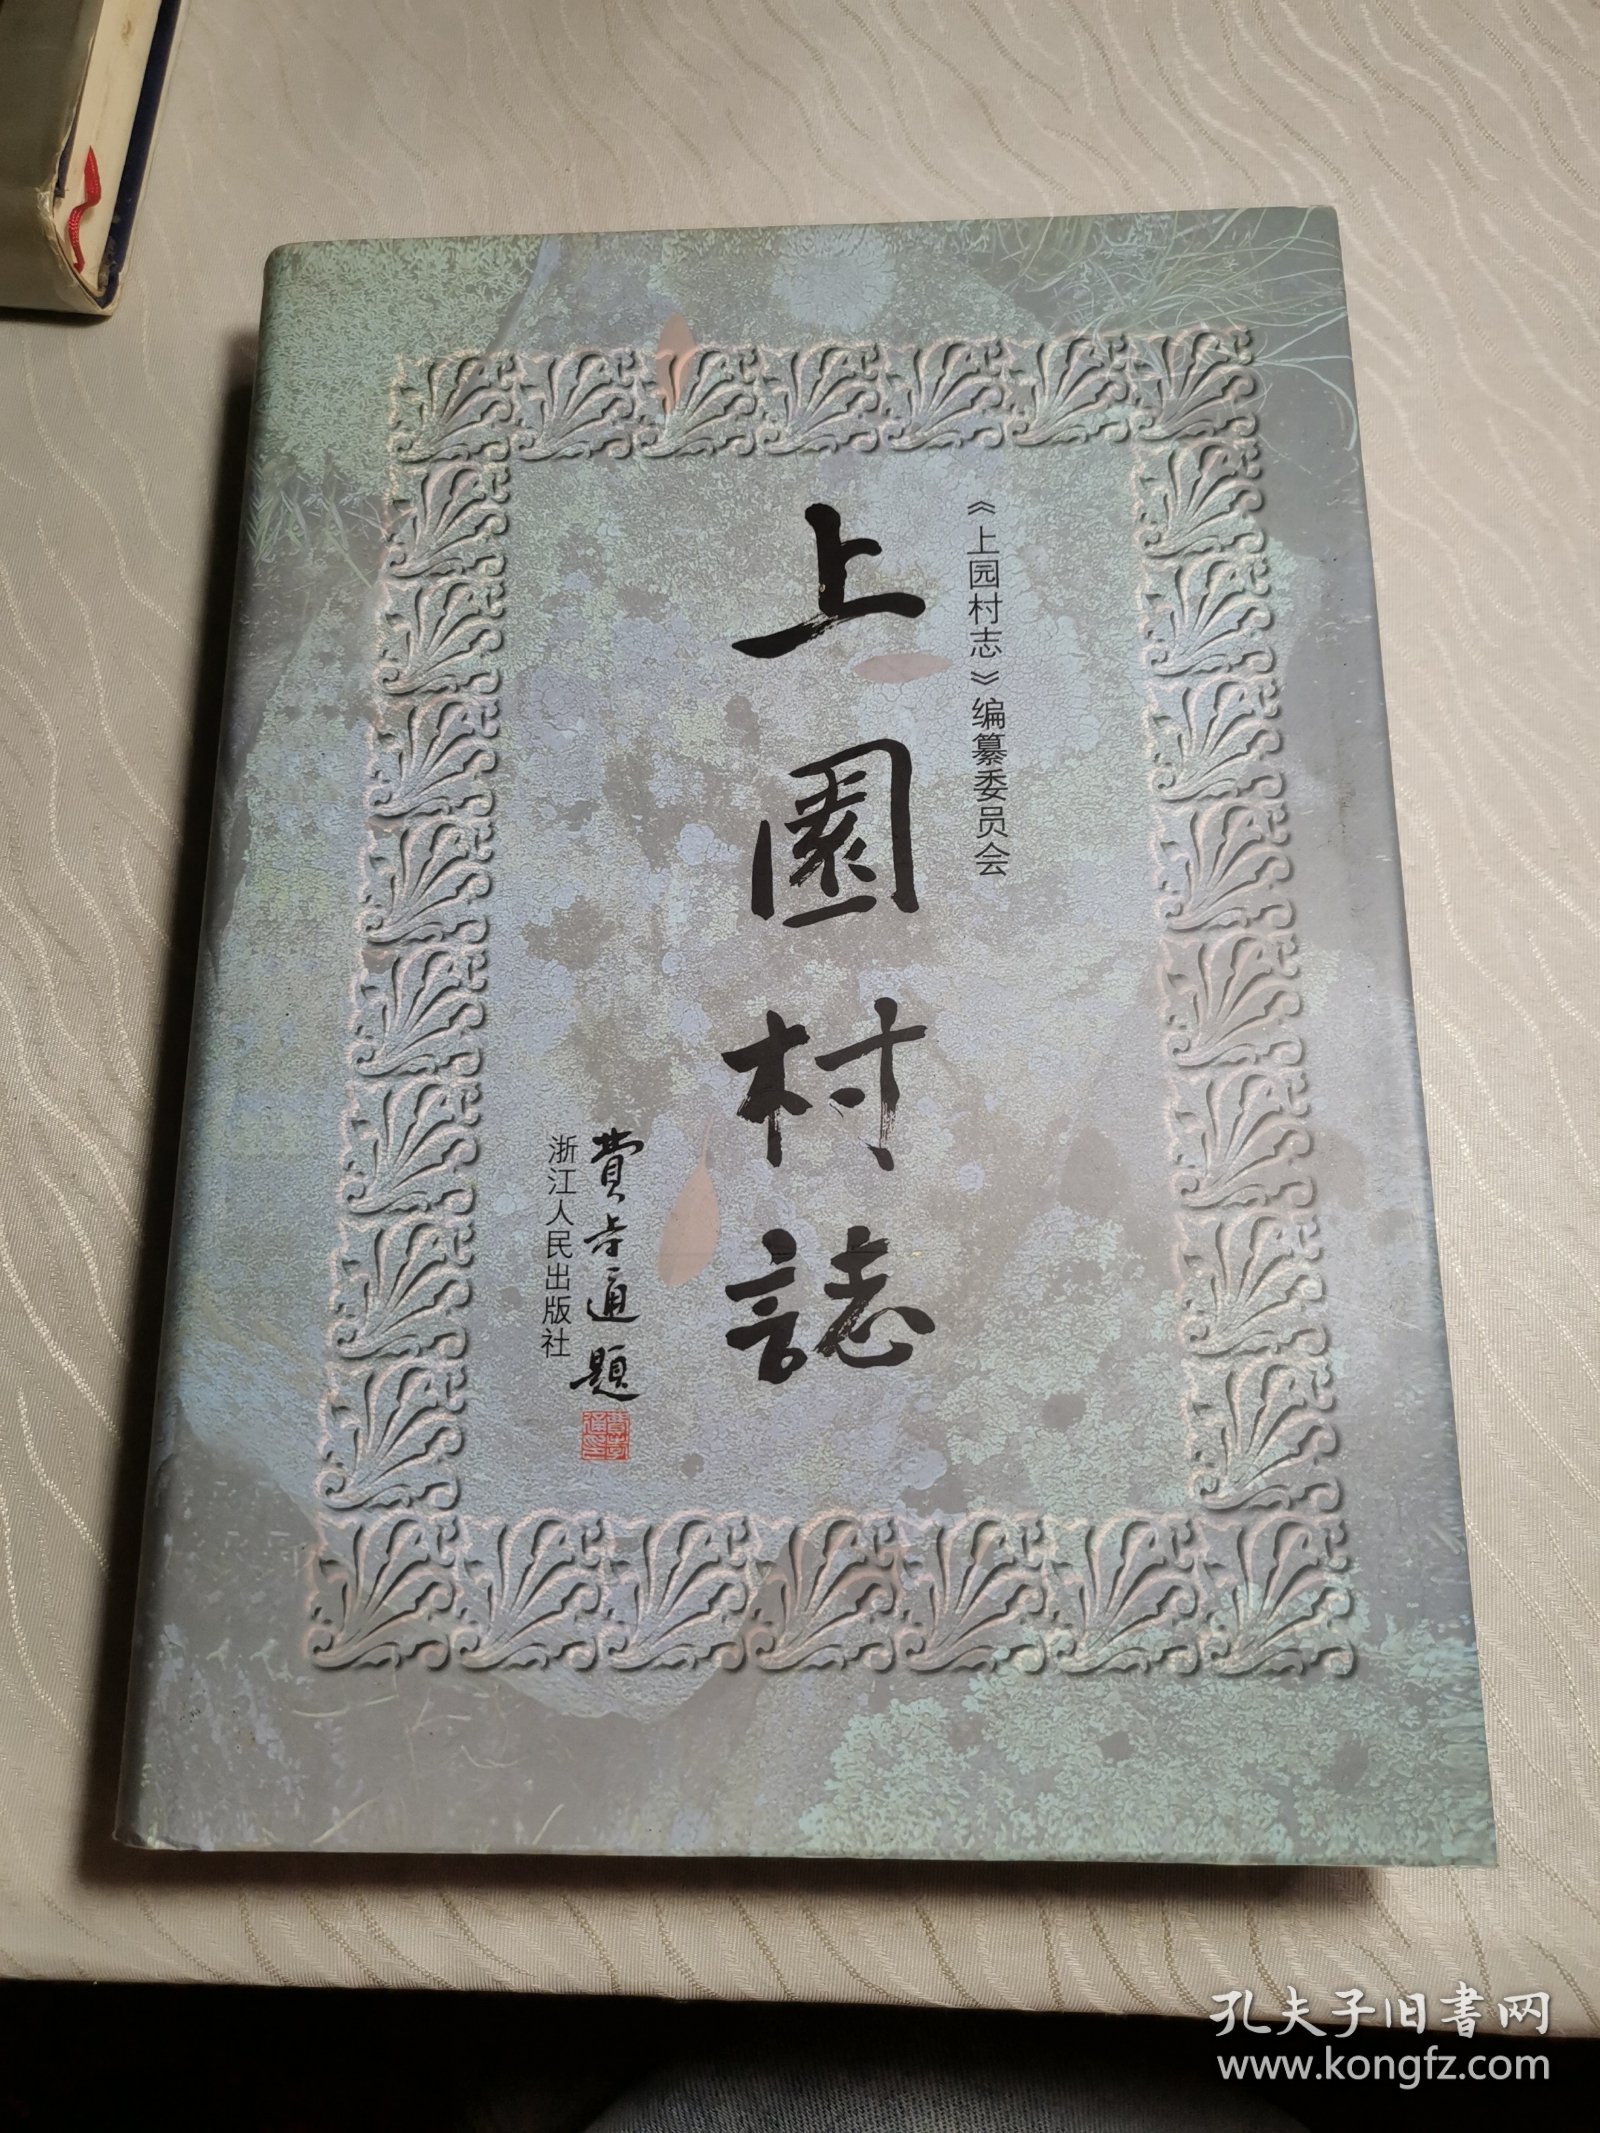 《上园村志》编纂委员会
上園村誌
費孝通題
浙江人民出版社
孔夫子旧書网
www.kongfz.com